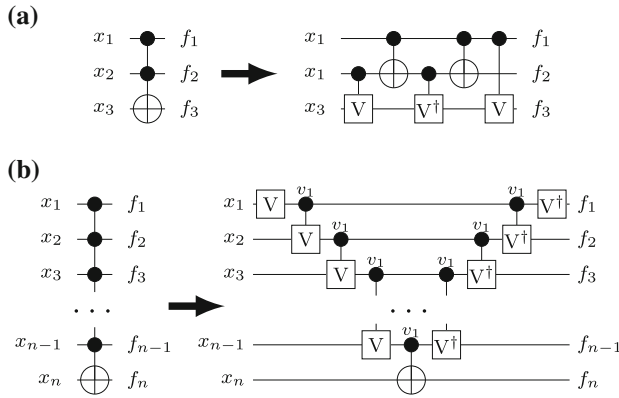 (a)
x₁ f₁ x₁ f₁
x₂ f₂ x₁ f₂
x₃ f₃ x₃ V V† V f₃
(b)
x₁ f₁ x₁ V v₁ v₁ V† f₁
x₂ f₂ x₂ V v₁ v₁ V† f₂
x₃ f₃ x₃ V v₁ v₁ V† f₃
· · · · · ·
xₙ₋₁ fₙ₋₁ xₙ₋₁ V v₁ V† fₙ₋₁
xₙ fₙ xₙ fₙ